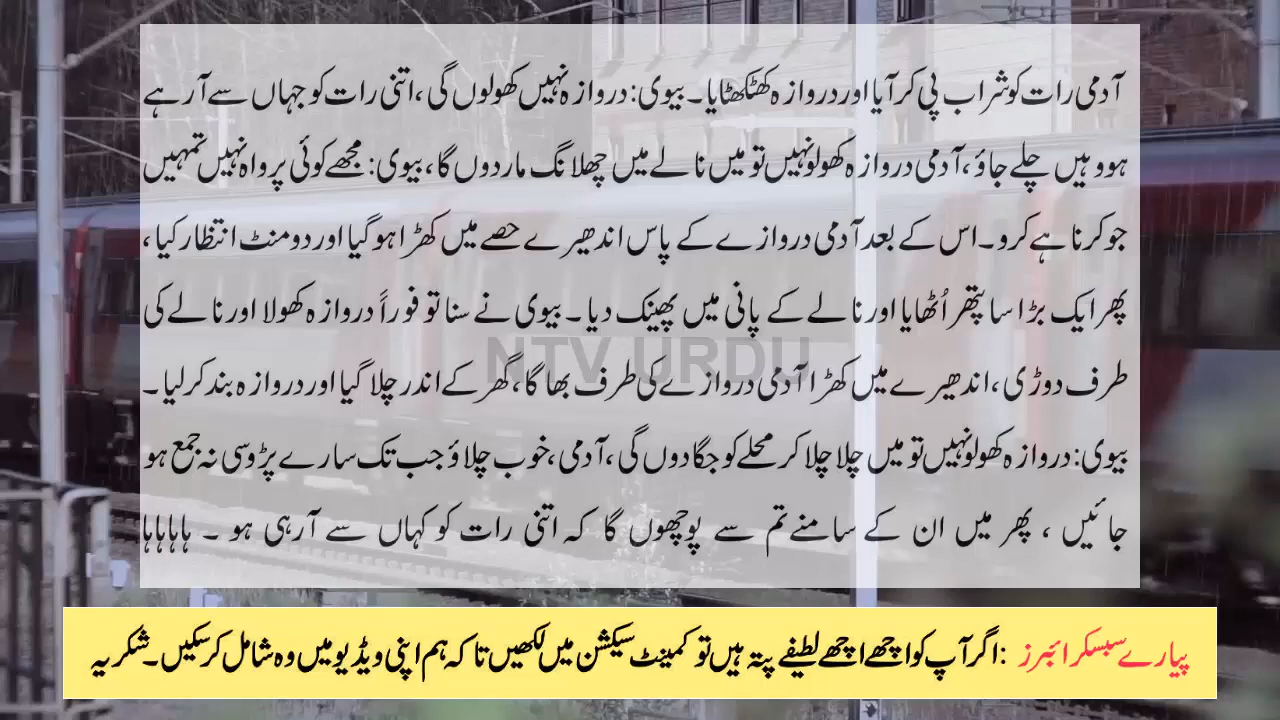 آدمی رات کو شراب پی کر آیا اور دروازہ کھٹکھٹایا۔ بیوی: دروازہ نہیں کھولوں گی، اتنی رات کو جہاں سے آ رہے
ہو وہیں چلے جاؤ، آدمی دروازہ کھولو نہیں تو میں نالے میں چھلانگ مار دوں گا، بیوی: مجھے کوئی پرواہ نہیں تمہیں
جو کرنا ہے کرو۔ اس کے بعد آدمی دروازے کے پاس اندھیرے حصے میں کھڑا ہو گیا اور دو منٹ انتظار کیا،
پھر ایک بڑا سا پتھر اُٹھایا اور نالے کے پانی میں پھینک دیا۔ بیوی نے سنا تو فوراً دروازہ کھولا اور نالے کی
طرف دوڑی، اندھیرے میں کھڑا آدمی دروازے کی طرف بھاگا، گھر کے اندر چلا گیا اور دروازہ بند کر لیا۔
بیوی: دروازہ کھولو نہیں تو میں چلا چلا کر محلے کو جگا دوں گی، آدمی، خوب چلاؤ جب تک سارے پڑوسی نہ جمع ہو
جائیں ، پھر میں ان کے سامنے تم سے پوچھوں گا کہ اتنی رات کو کہاں سے آ رہی ہو ۔ ہاہاہاہا
NTV URDU
پیارے سبسکرائبرز :اگر آپ کو اچھے اچھے لطیفے پتہ ہیں تو کمینٹ سیکشن میں لکھیں تا کہ ہم اپنی ویڈیو میں وہ شامل کر سکیں۔ شکریہ